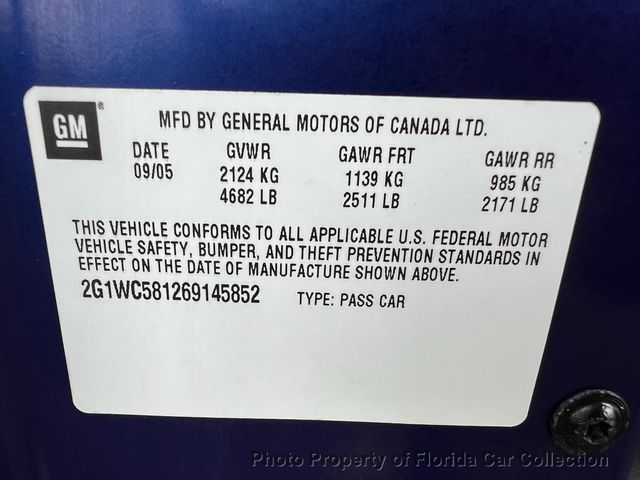 GM ®
MFD BY GENERAL MOTORS OF CANADA LTD.
DATE GVWR GAWR FRT GAWR RR
09/05 2124 KG 1139 KG 985 KG
4682 LB 2511 LB 2171 LB
THIS VEHICLE CONFORMS TO ALL APPLICABLE U.S. FEDERAL MOTOR
VEHICLE SAFETY, BUMPER, AND THEFT PREVENTION STANDARDS IN
EFFECT ON THE DATE OF MANUFACTURE SHOWN ABOVE.
2G1WC581269145852 TYPE: PASS CAR
Photo Property of Florida Car Collection